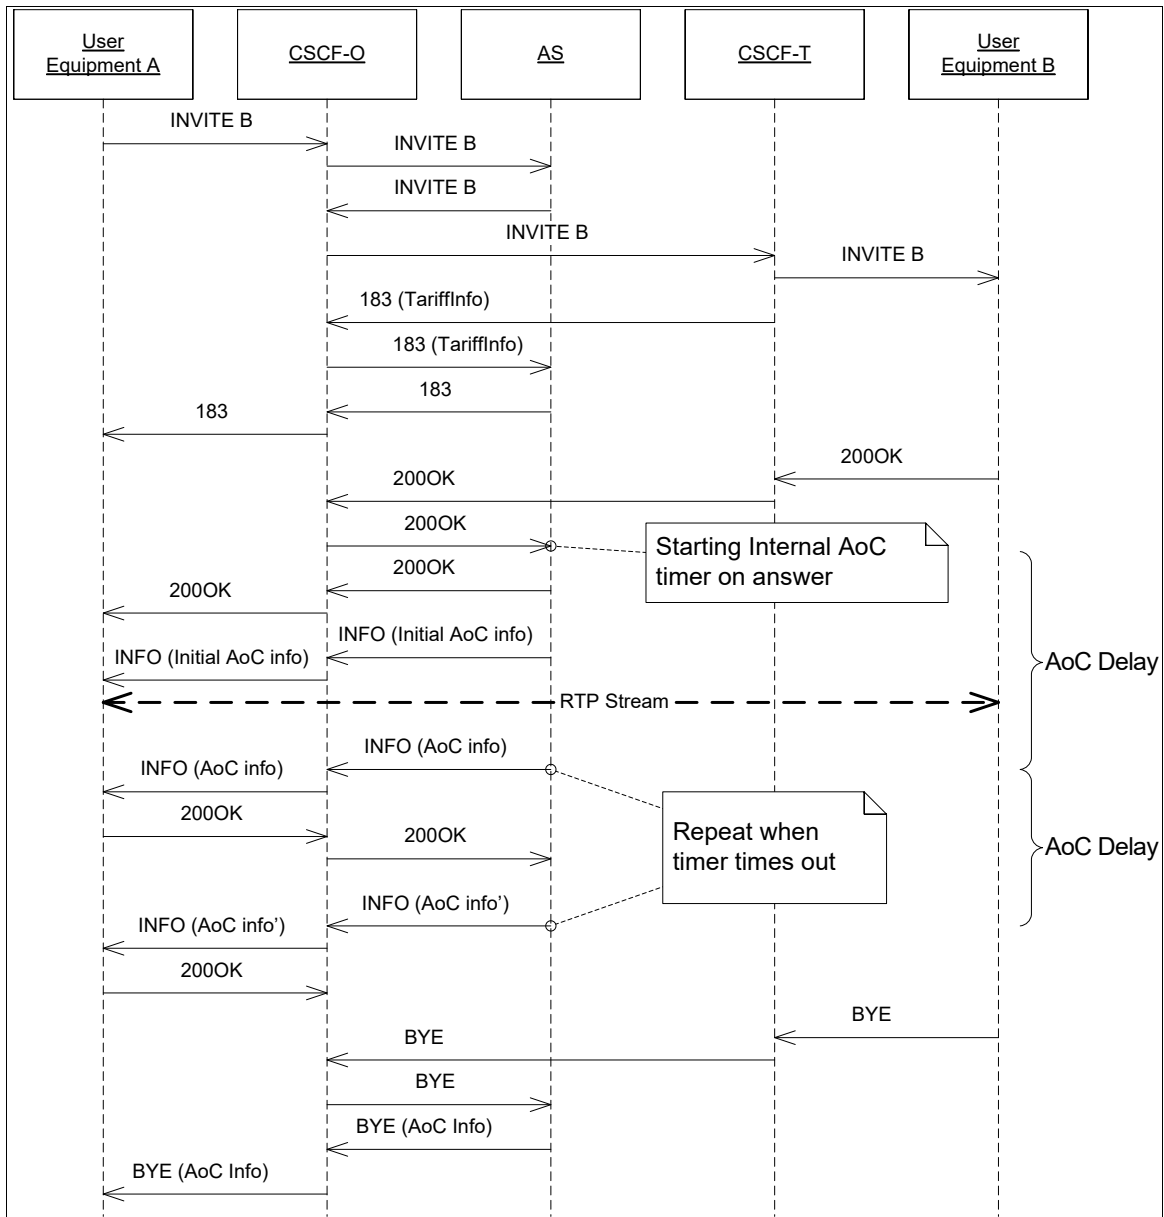 User
Equipment A
CSCF-O
AS
CSCF-T
User
Equipment B
INVITE B
INVITE B
INVITE B
INVITE B
INVITE B
183 (TariffInfo)
183 (TariffInfo)
183
183
200OK
200OK
200OK
Starting Internal AoC
timer on answer
200OK
200OK
INFO (Initial AoC info)
INFO (Initial AoC info)
AoC Delay
RTP Stream
INFO (AoC info)
INFO (AoC info)
200OK
Repeat when
timer times out
200OK
AoC Delay
INFO (AoC info’)
INFO (AoC info’)
200OK
BYE
BYE
BYE
BYE (AoC Info)
BYE (AoC Info)